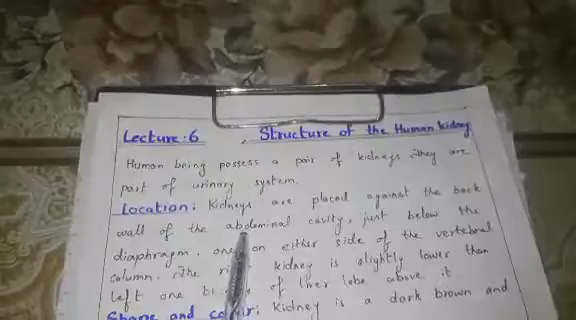 Lecture:6 . Structure of the Human kidney
Human being possess a pair of kidneys .They are
part of urinary system.
Location: Kidneys are placed against the back
wall of the abdominal cavity, just below the
diaphragm, one on either side of the vertebral
column. The kidney is slightly lower than
left one of liver lobe above it.
Shape and : Kidney is a dark brown and